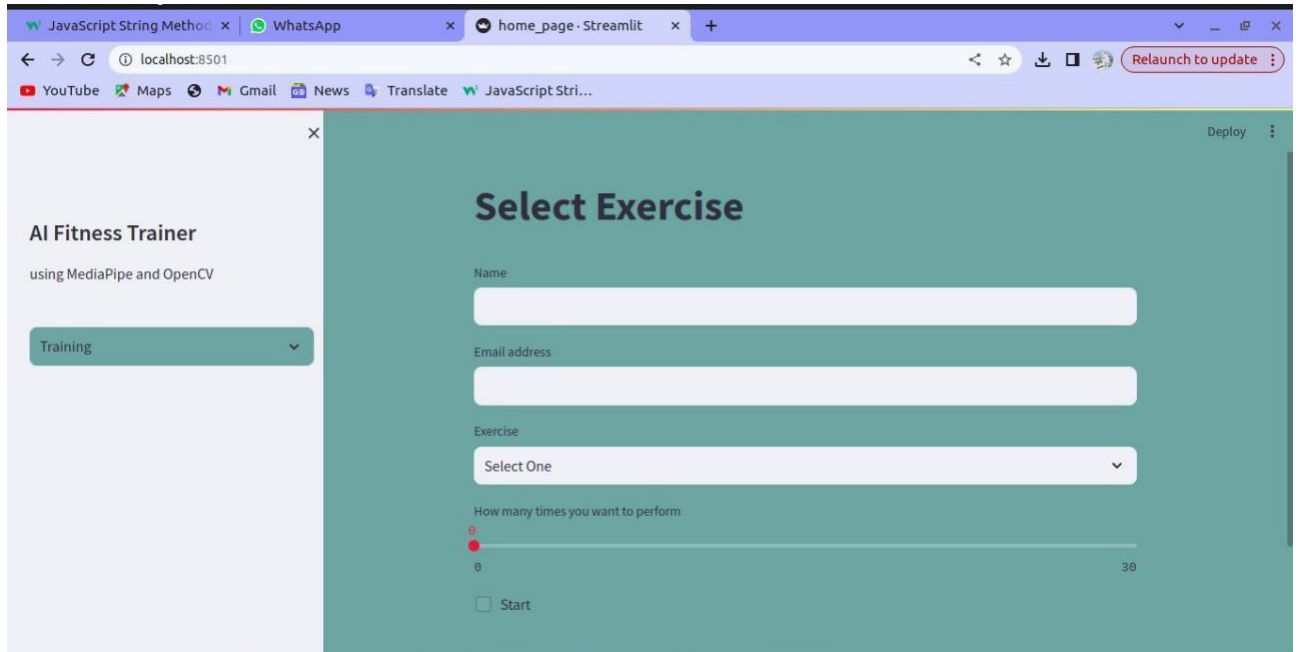 JavaScript String Method
WhatsApp
home_page · Streamlit
localhost:8501
Relaunch to update
YouTube
Maps
Gmail
News
Translate
JavaScript Stri...
Deploy
AI Fitness Trainer
using MediaPipe and OpenCV
Training
Select Exercise
Name
Email address
Exercise
Select One
How many times you want to perform
0
0
30
Start